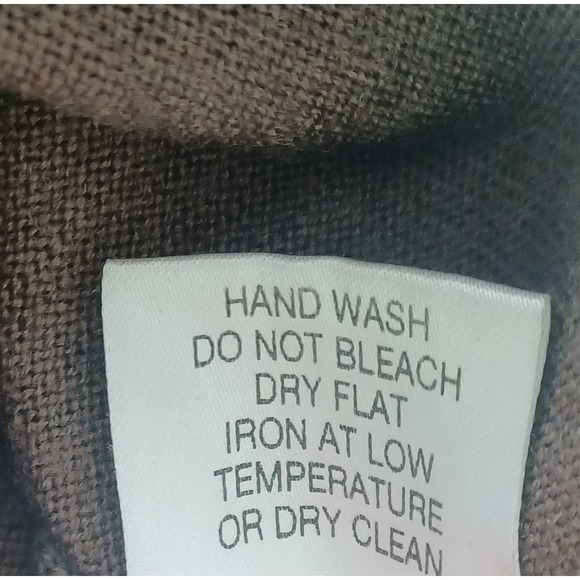 HAND WASH
DO NOT BLEACH
DRY FLAT
IRON AT LOW
TEMPERATURE
OR DRY CLEAN